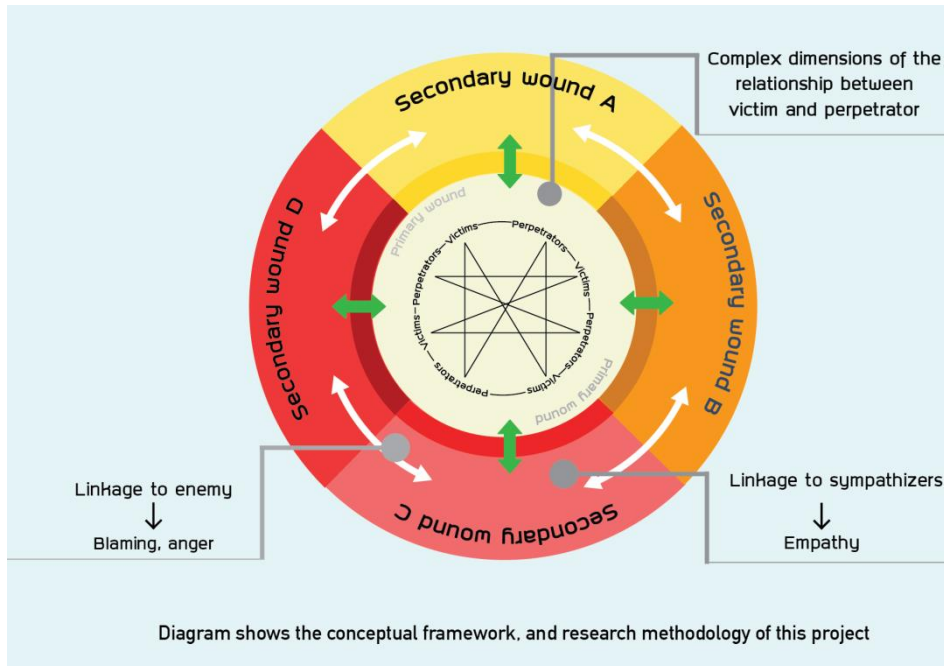 Complex dimensions of the
relationship between
victim and perpetrator
Secondary wound A
Secondary wound B
Secondary wound C
Secondary wound D
Primary wound
Primary wound
Perpetrators
Victims
Perpetrators
Victims
Perpetrators
Victims
Perpetrators
Victims
Linkage to enemy
Blaming, anger
Linkage to sympathizers
Empathy
Diagram shows the conceptual framework, and research methodology of this project